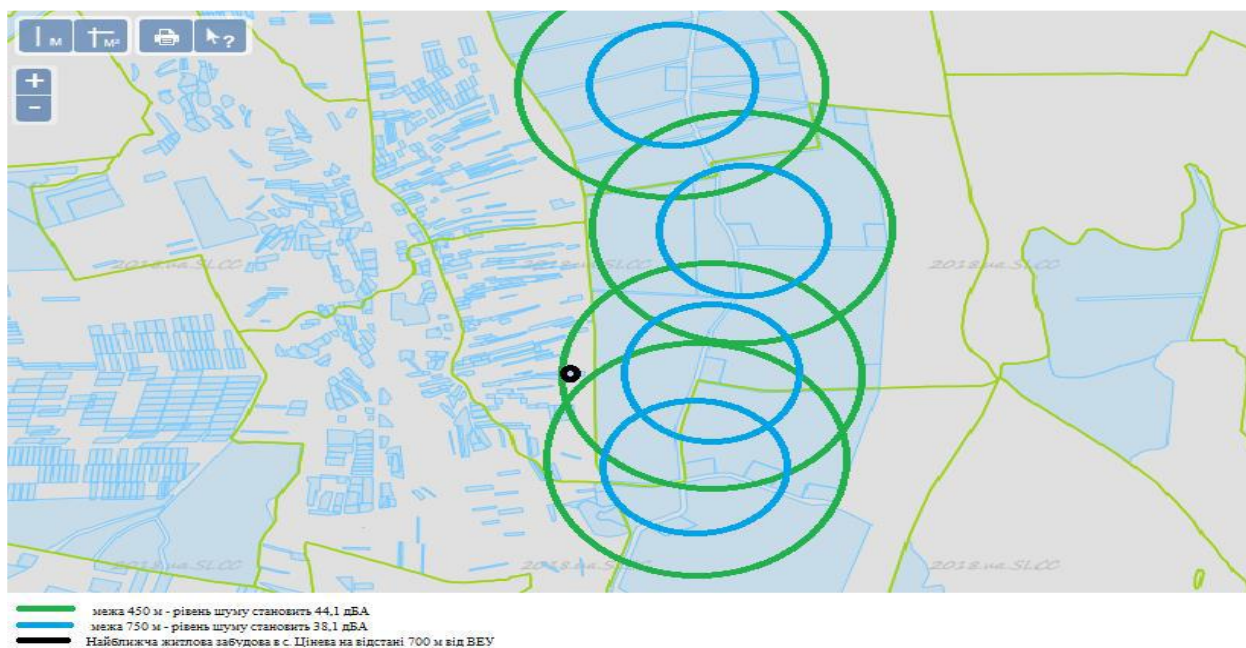 м
м²
?
+
−
2018.ua.SLCC
2018.ua.SLCC
2018.ua.SLCC
2018.ua.SLCC
2018.ua.SLCC
2018.ua.SLCC
межа 450 м - рівень шуму становить 44,1 дБА
межа 750 м - рівень шуму становить 38,1 дБА
Найближча житлова забудова в с. Цінева на відстані 700 м від ВЕУ